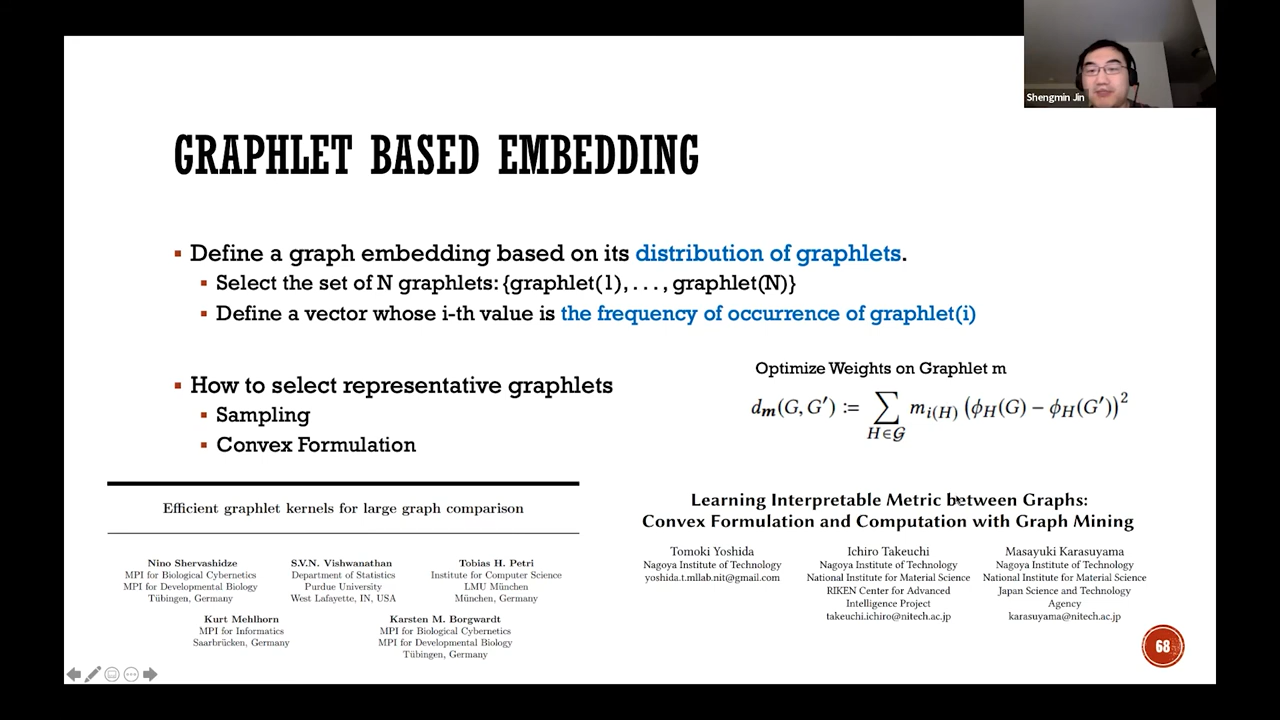 Shengmin Jin
GRAPHLET BASED EMBEDDING
▪ Define a graph embedding based on its distribution of graphlets.
▪ Select the set of N graphlets: {graphlet(1), . . . , graphlet(N)}
▪ Define a vector whose i-th value is the frequency of occurrence of graphlet(i)
▪ How to select representative graphlets
▪ Sampling
▪ Convex Formulation
Optimize Weights on Graphlet m
d_m(G, G′) ≔ ∑_{H∈𝒢} m_{i(H)} (ϕ_H(G) − ϕ_H(G′))²
Efficient graphlet kernels for large graph comparison
Nino Shervashidze
MPI for Biological Cybernetics
MPI for Developmental Biology
Tübingen, Germany
S.V.N. Vishwanathan
Department of Statistics
Purdue University
West Lafayette, IN, USA
Tobias H. Petri
Institute for Computer Science
LMU München
München, Germany
Kurt Mehlhorn
MPI for Informatics
Saarbrücken, Germany
Karsten M. Borgwardt
MPI for Biological Cybernetics
MPI for Developmental Biology
Tübingen, Germany
Learning Interpretable Metric between Graphs:
Convex Formulation and Computation with Graph Mining
Tomoki Yoshida
Nagoya Institute of Technology
yoshida.t.mllab.nit@gmail.com
Ichiro Takeuchi
Nagoya Institute of Technology
National Institute for Material Science
RIKEN Center for Advanced
Intelligence Project
takeuchi.ichiro@nitech.ac.jp
Masayuki Karasuyama
Nagoya Institute of Technology
National Institute for Material Science
Japan Science and Technology
Agency
karasuyama@nitech.ac.jp
68